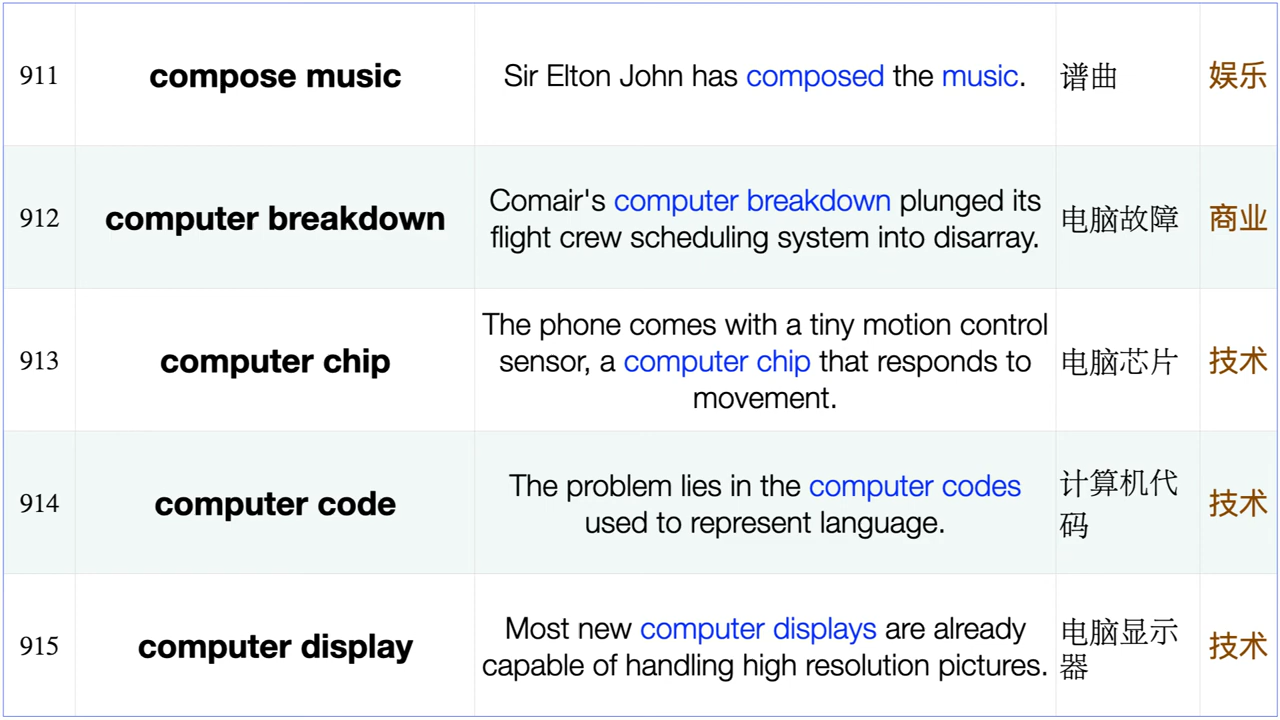 911
compose music
Sir Elton John has composed the music.
谱曲
娱乐
912
computer breakdown
Comair's computer breakdown plunged its
flight crew scheduling system into disarray.
电脑故障
商业
913
computer chip
The phone comes with a tiny motion control
sensor, a computer chip that responds to
movement.
电脑芯片
技术
914
computer code
The problem lies in the computer codes
used to represent language.
计算机代
码
技术
915
computer display
Most new computer displays are already
capable of handling high resolution pictures.
电脑显示
器
技术